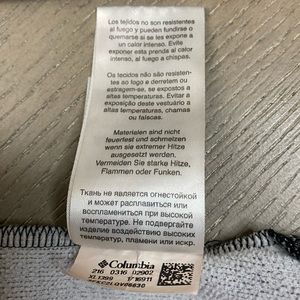 Los tejidos no son resistentes
al fuego y pueden fundirse o
quemarse si se les expone a
un calor intenso. Evite
exponer esta prenda al calor
intenso, al fuego a chispas.
Os tecidos não são resisten-
tes ao fogo e derretem ou
estragam-se, se expostos a
altas temperaturas. Evitar a
exposição deste vestuário a
altas temperaturas, chamas
ou faíscas.
Materialen sind nicht
feuerfest und schmelzen
wenn sie extremer Hitze
ausgesetzt werden.
Vermeiden Sie starke Hitze,
Flammen oder Funken.
Ткань не является огнестойкой
и может расплавиться или
воспламениться при высокой
температуре. Не подвергайте
изделие воздействию высоких
температур, пламени или искр.
Columbia
216 0316 02902